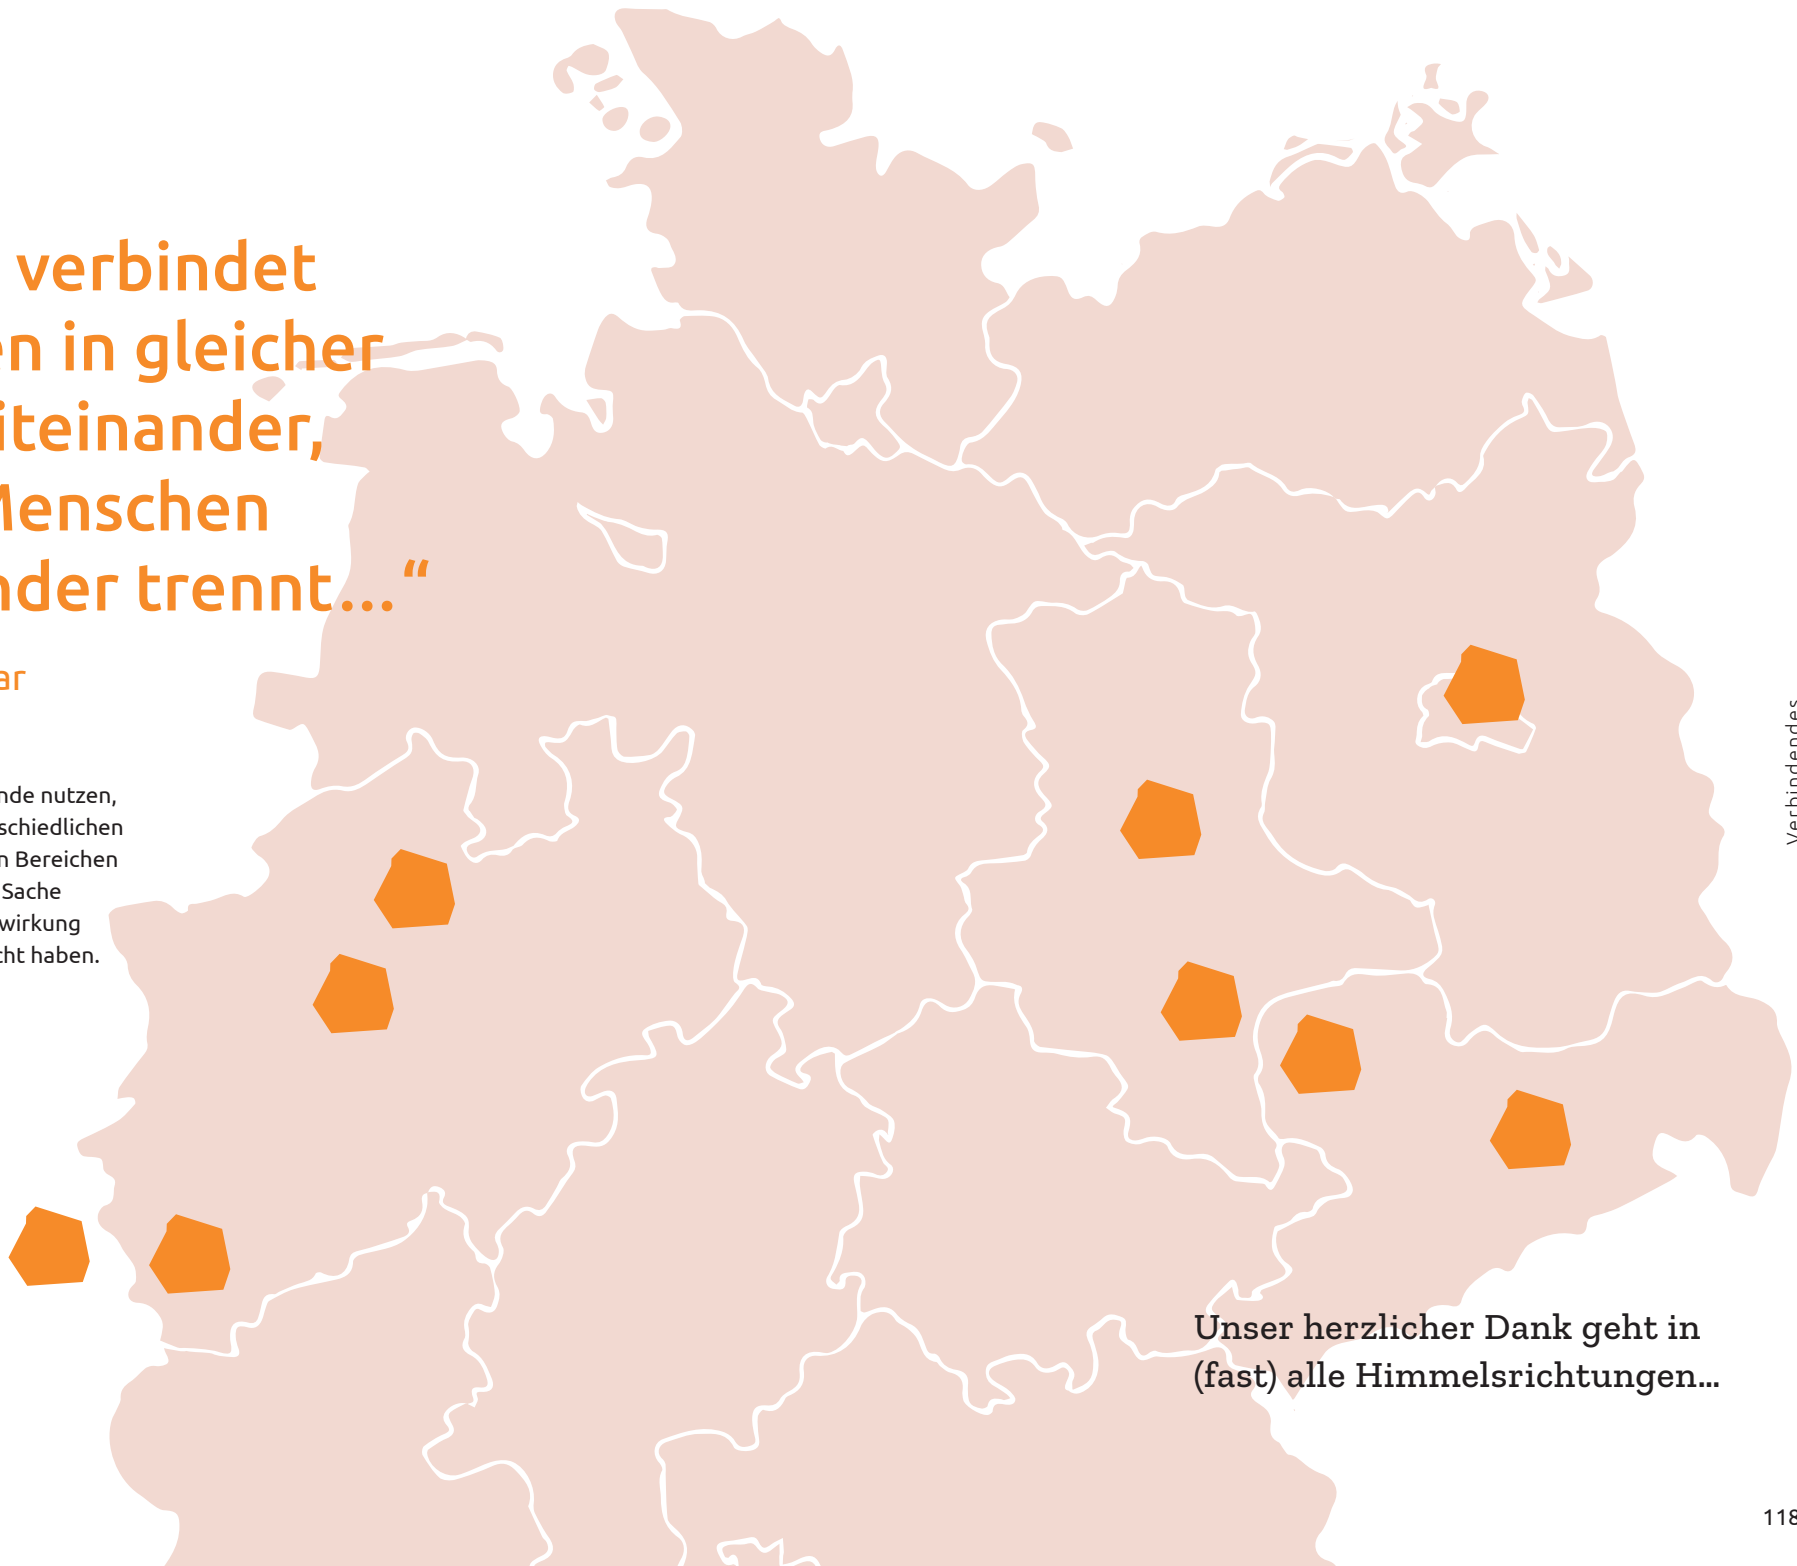 verbindet
en in gleicher
iteinander,
Menschen
nder trennt…“
ar
nde nutzen,
schiedlichen
n Bereichen
Sache
wirkung
cht haben.
Verbindendes
Unser herzlicher Dank geht in
(fast) alle Himmelsrichtungen…
118